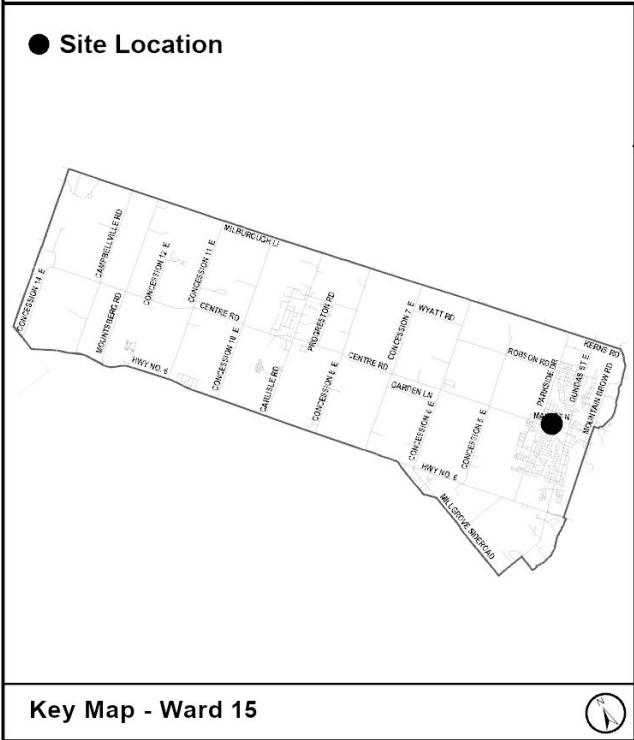 Site Location
MILBUROUGH LI
CAMPBELLVILLE RD
CONCESSION 12 E
CONCESSION 11 E
CONCESSION 14 E
MOUNTSBERG RD
CENTRE RD
CONCESSION 10 E
HWY NO. 6
CARLISLE RD
PROGRESTON RD
CONCESSION 8 E
CENTRE RD
CONCESSION 7 E
WYATT RD
GARDEN LN
CONCESSION 6 E
CONCESSION 5 E
HWY NO. 6
MILLGROVE SIDEROAD
ROBSON RD
PARKSIDE DR
DUNDAS ST E
KERNS RD
MOUNTAIN BROW RD
Key Map - Ward 15
N